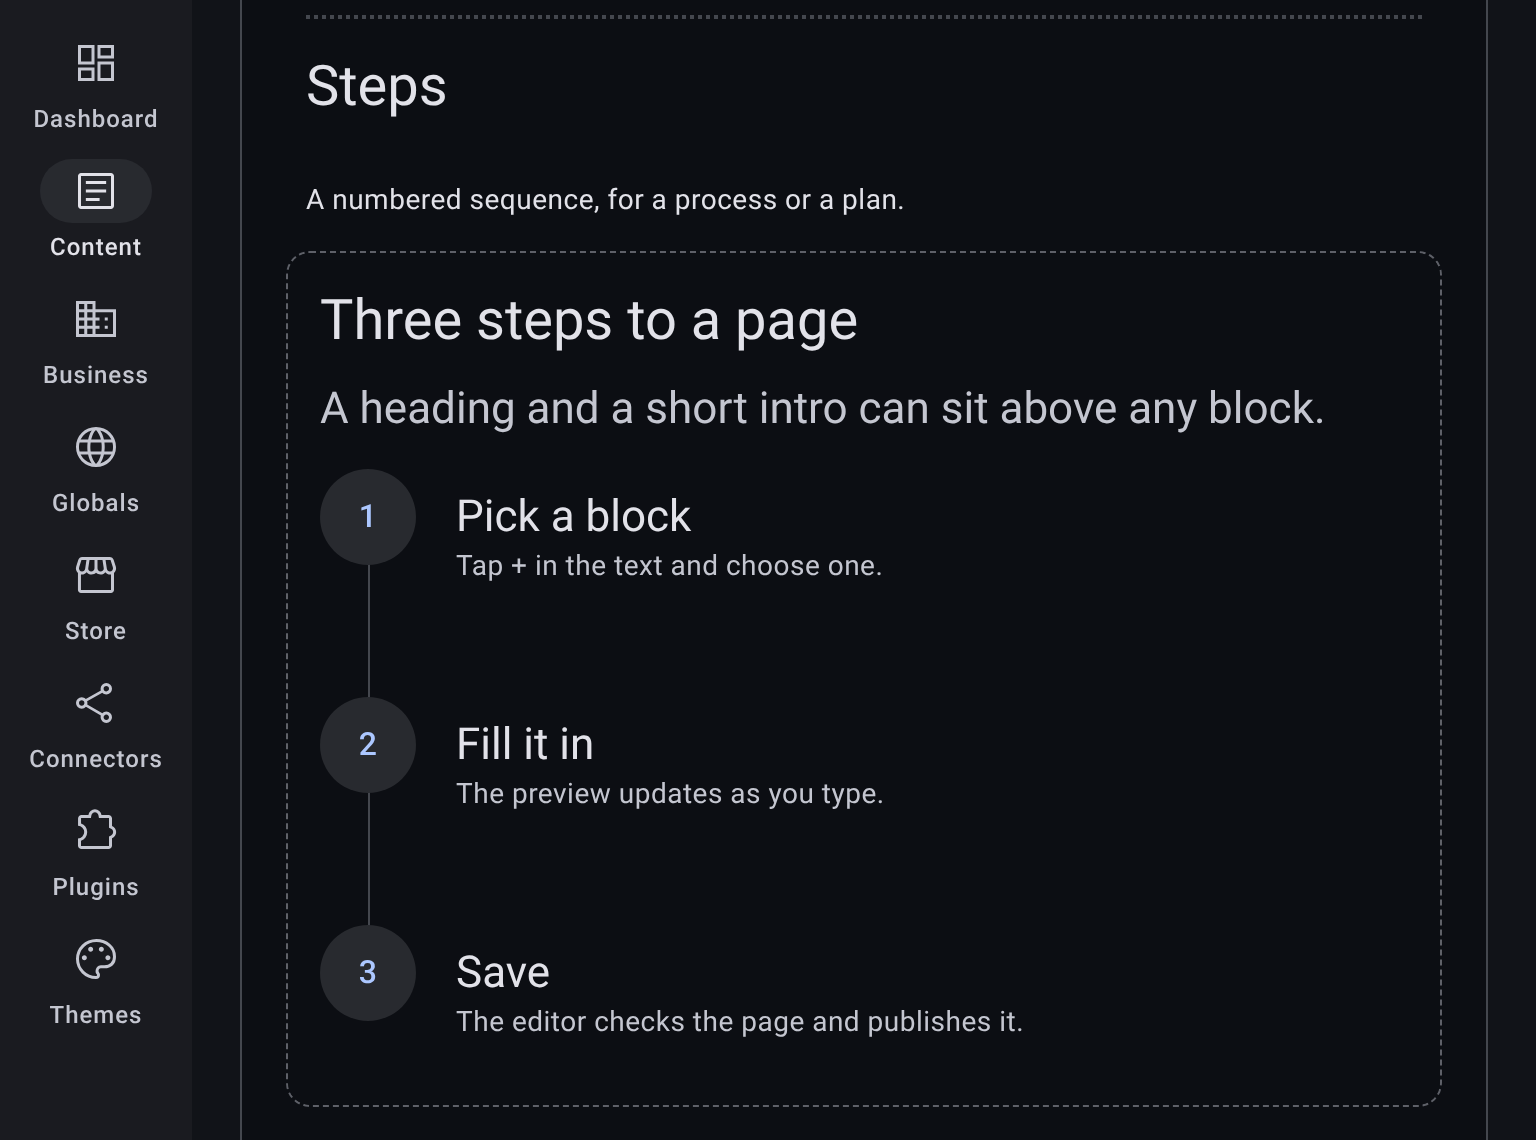 Dashboard
Content
Business
Globals
Store
Connectors
Plugins
Themes
Steps
A numbered sequence, for a process or a plan.
Three steps to a page
A heading and a short intro can sit above any block.
1
Pick a block
Tap + in the text and choose one.
2
Fill it in
The preview updates as you type.
3
Save
The editor checks the page and publishes it.